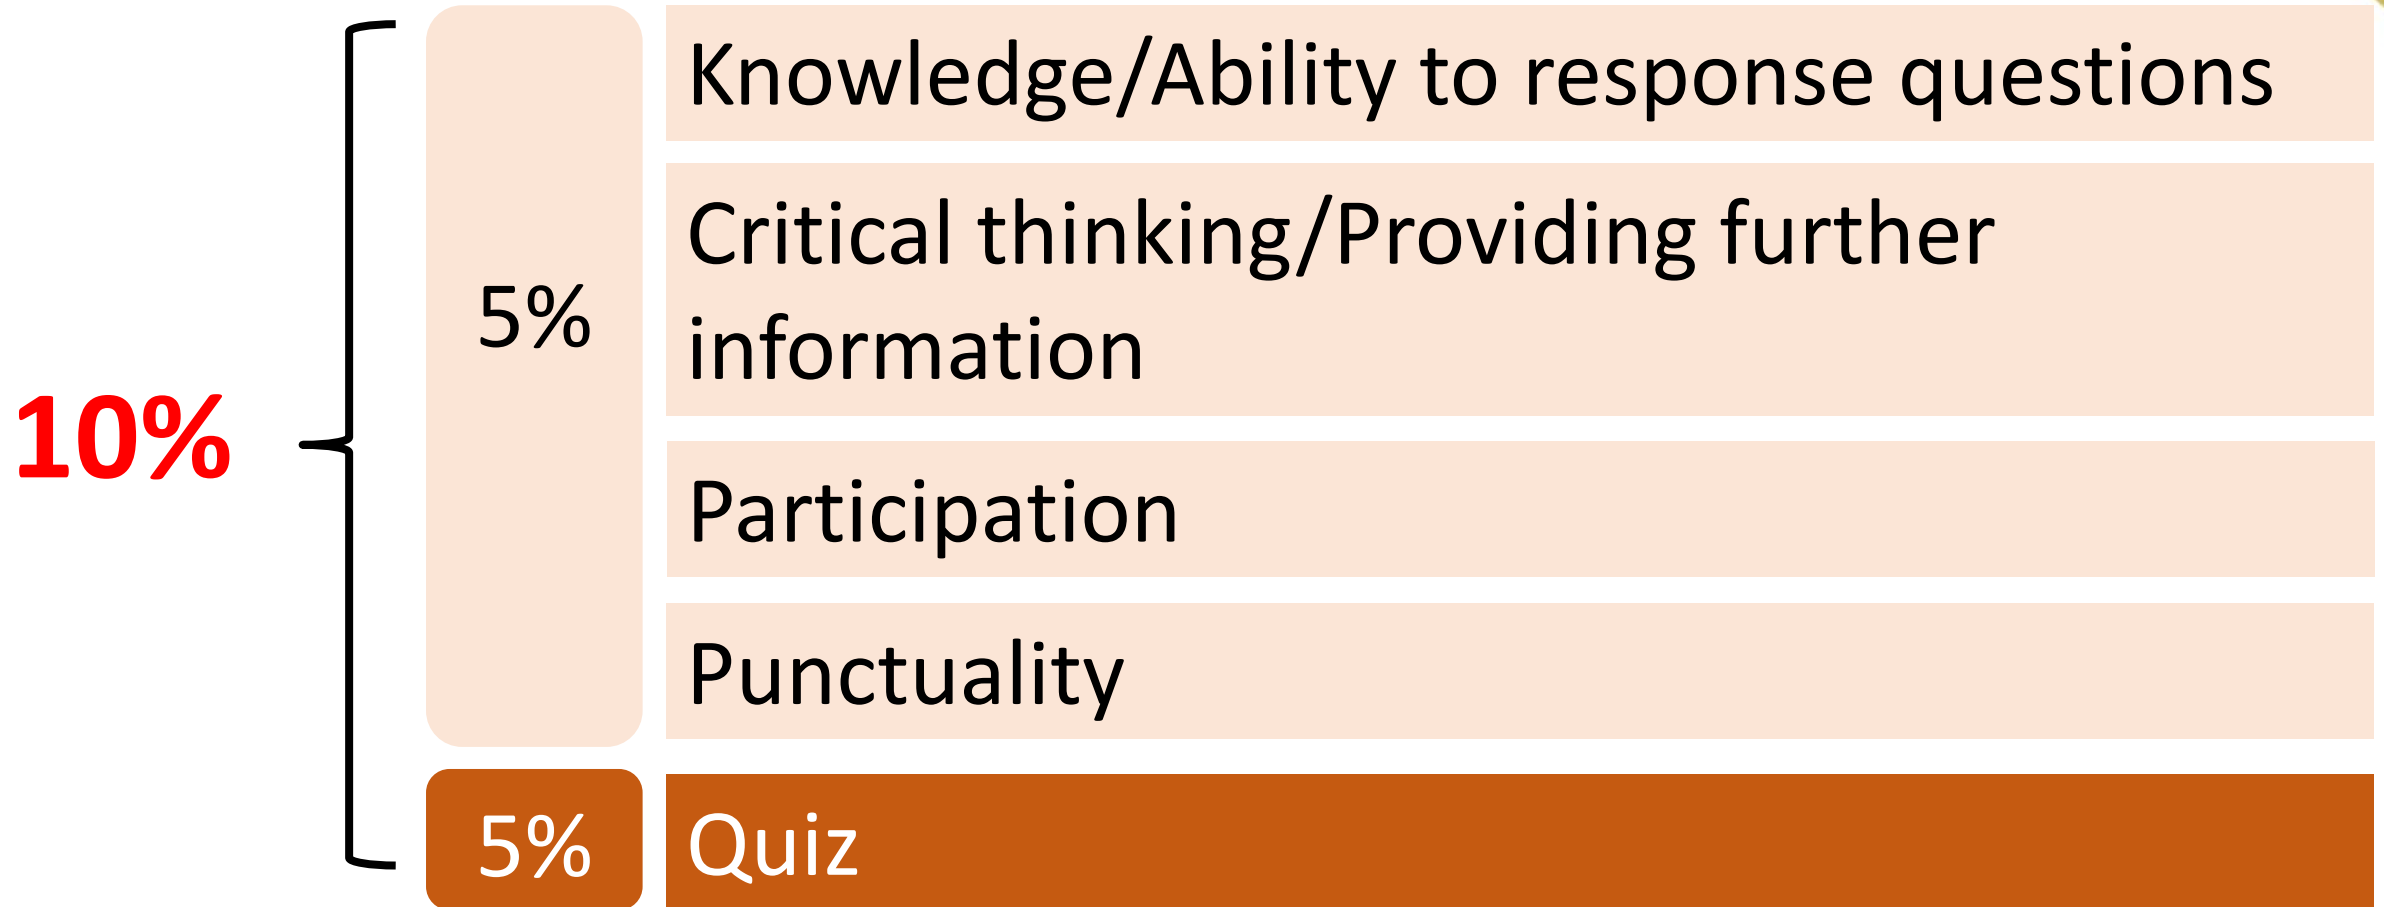 Knowledge/Ability to response questions
Critical thinking/Providing further
information
5%
10%
Participation
Punctuality
5%
Quiz